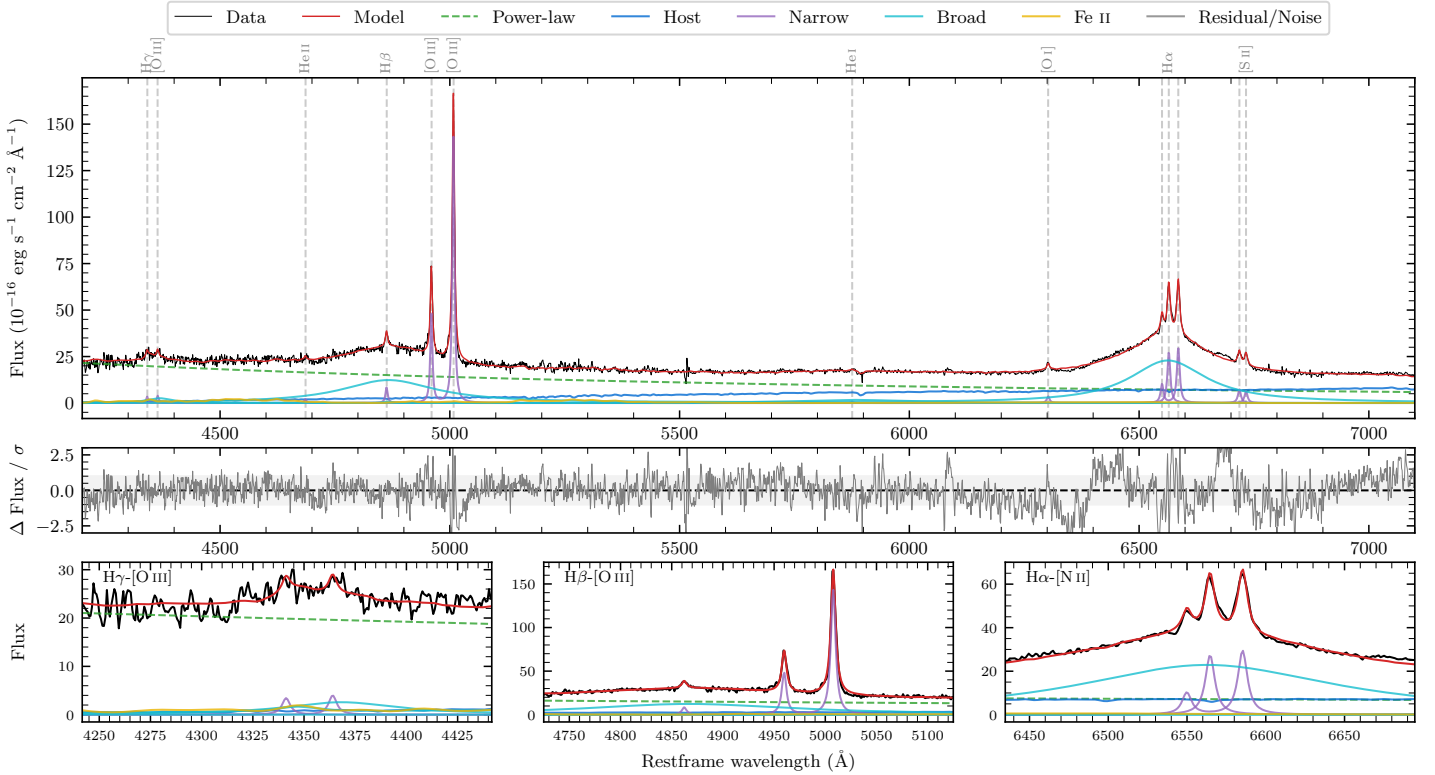 Data Model Power-law Host Narrow Broad Fe II Residual/Noise
Hγ [O III] He II Hβ [O III] [O III] He I [O I] Hα [S II]
Flux (10⁻¹⁶ erg s⁻¹ cm⁻² Å⁻¹)
150
125
100
75
50
25
0
4500 5000 5500 6000 6500 7000
Δ Flux / σ
2.5
0.0
−2.5
4500 5000 5500 6000 6500 7000
Flux
Hγ-[O III]
30
20
10
0
4250 4275 4300 4325 4350 4375 4400 4425
Hβ-[O III]
150
100
50
0
4750 4800 4850 4900 4950 5000 5050 5100
Hα-[N II]
60
40
20
0
6450 6500 6550 6600 6650
Restframe wavelength (Å)